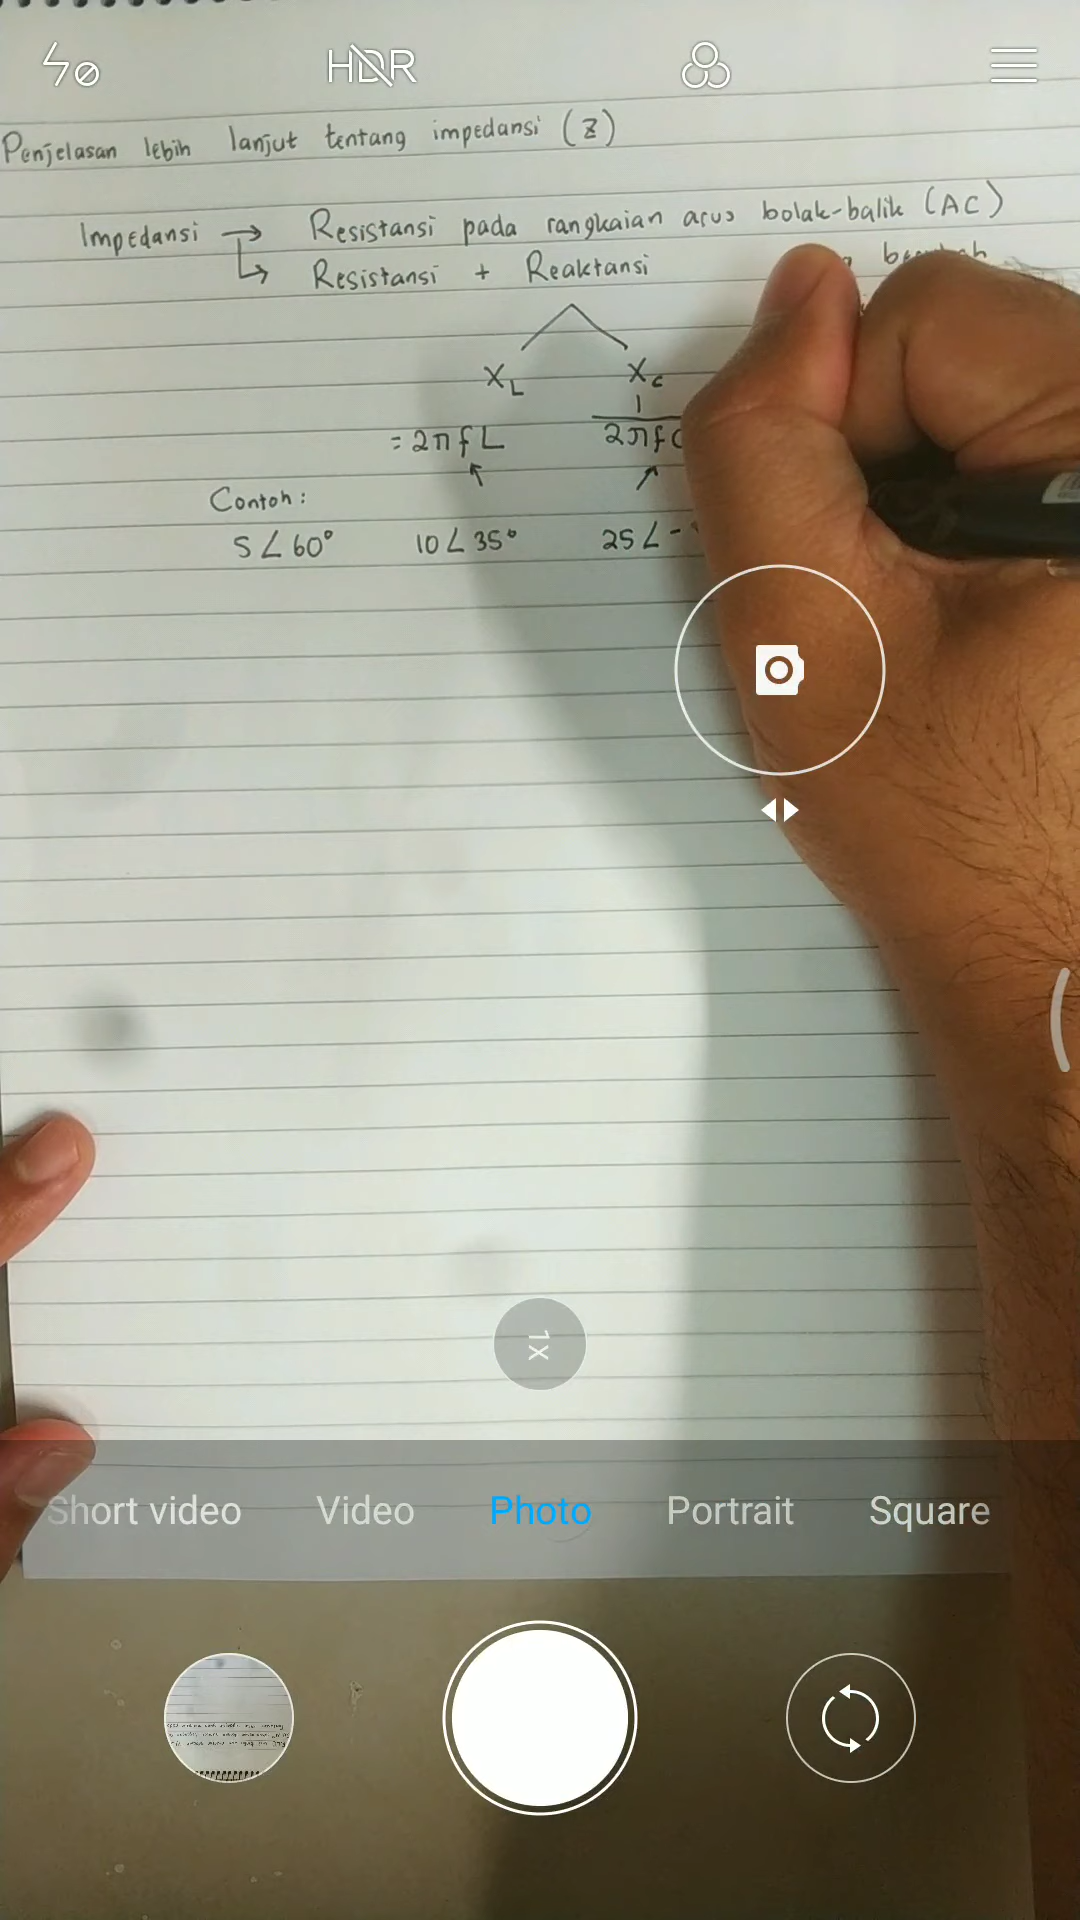 HDR
Penjelasan lebih lanjut tentang impedansi (Z)
Impedansi → Resistansi pada rangkaian arus bolak-balik (AC)
↳ Resistansi + Reaktansi
X_L X_C
= 2πfL 1/2πfC
Contoh:
5∠60° 10∠35° 25∠-
1X
Short video Video Photo Portrait Square